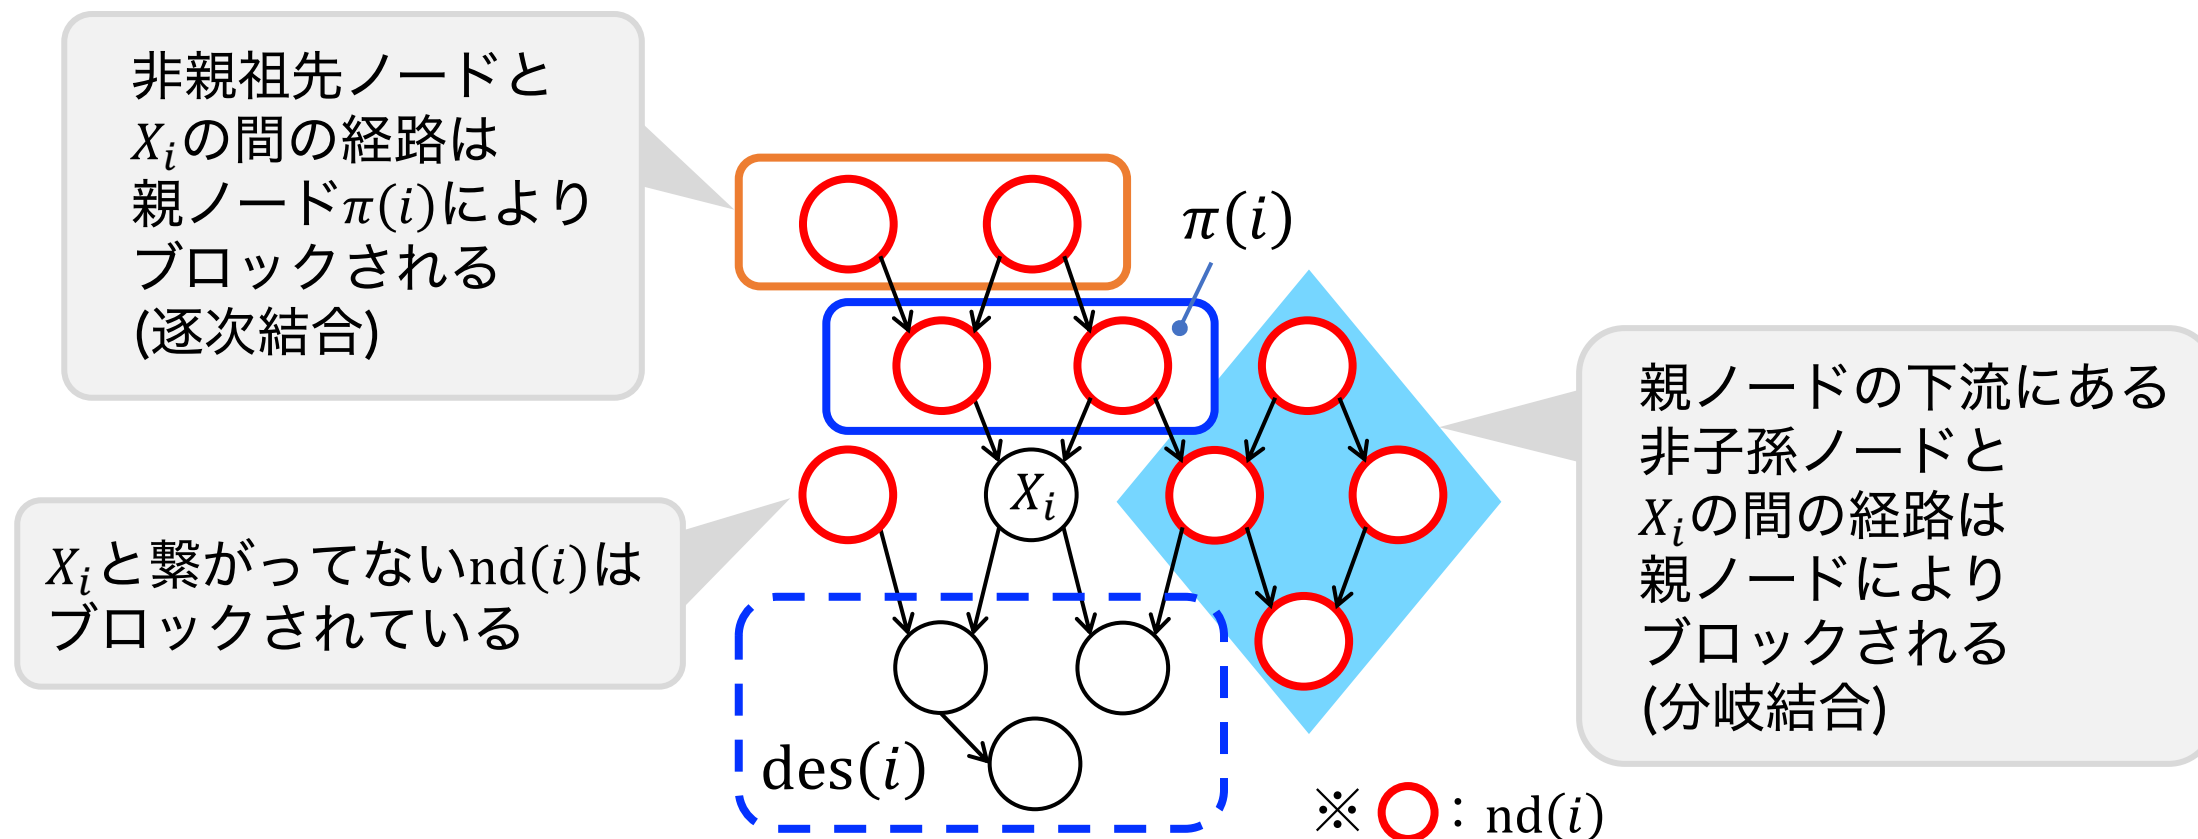 非親祖先ノードと
X_iの間の経路は
親ノードπ(i)により
ブロックされる
(逐次結合)
π(i)
親ノードの下流にある
非子孫ノードと
X_iの間の経路は
親ノードにより
ブロックされる
(分岐結合)
X_i
X_iと繋がってないnd(i)は
ブロックされている
des(i)
※ ○ : nd(i)